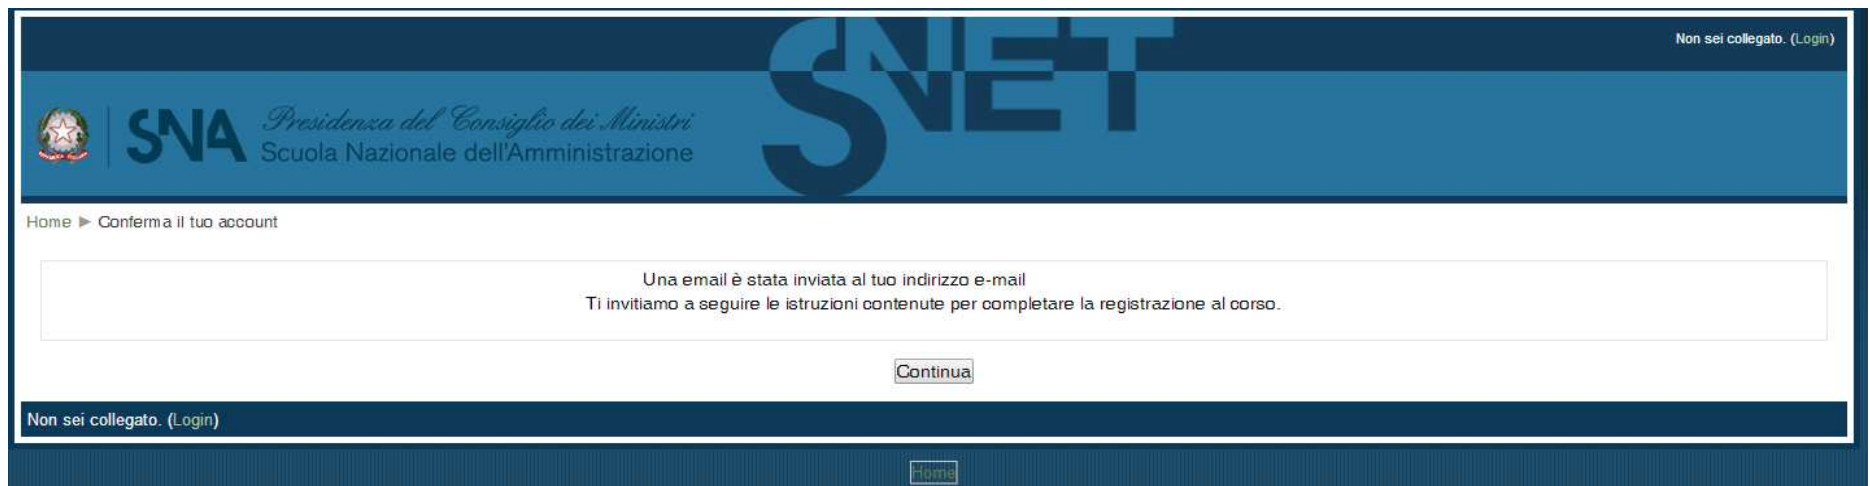 SNET
Non sei collegato. (Login)
SNA
Presidenza del Consiglio dei Ministri
Scuola Nazionale dell'Amministrazione
Home ► Conferma il tuo account
Una email è stata inviata al tuo indirizzo e-mail
Ti invitiamo a seguire le istruzioni contenute per completare la registrazione al corso.
Continua
Non sei collegato. (Login)
Home